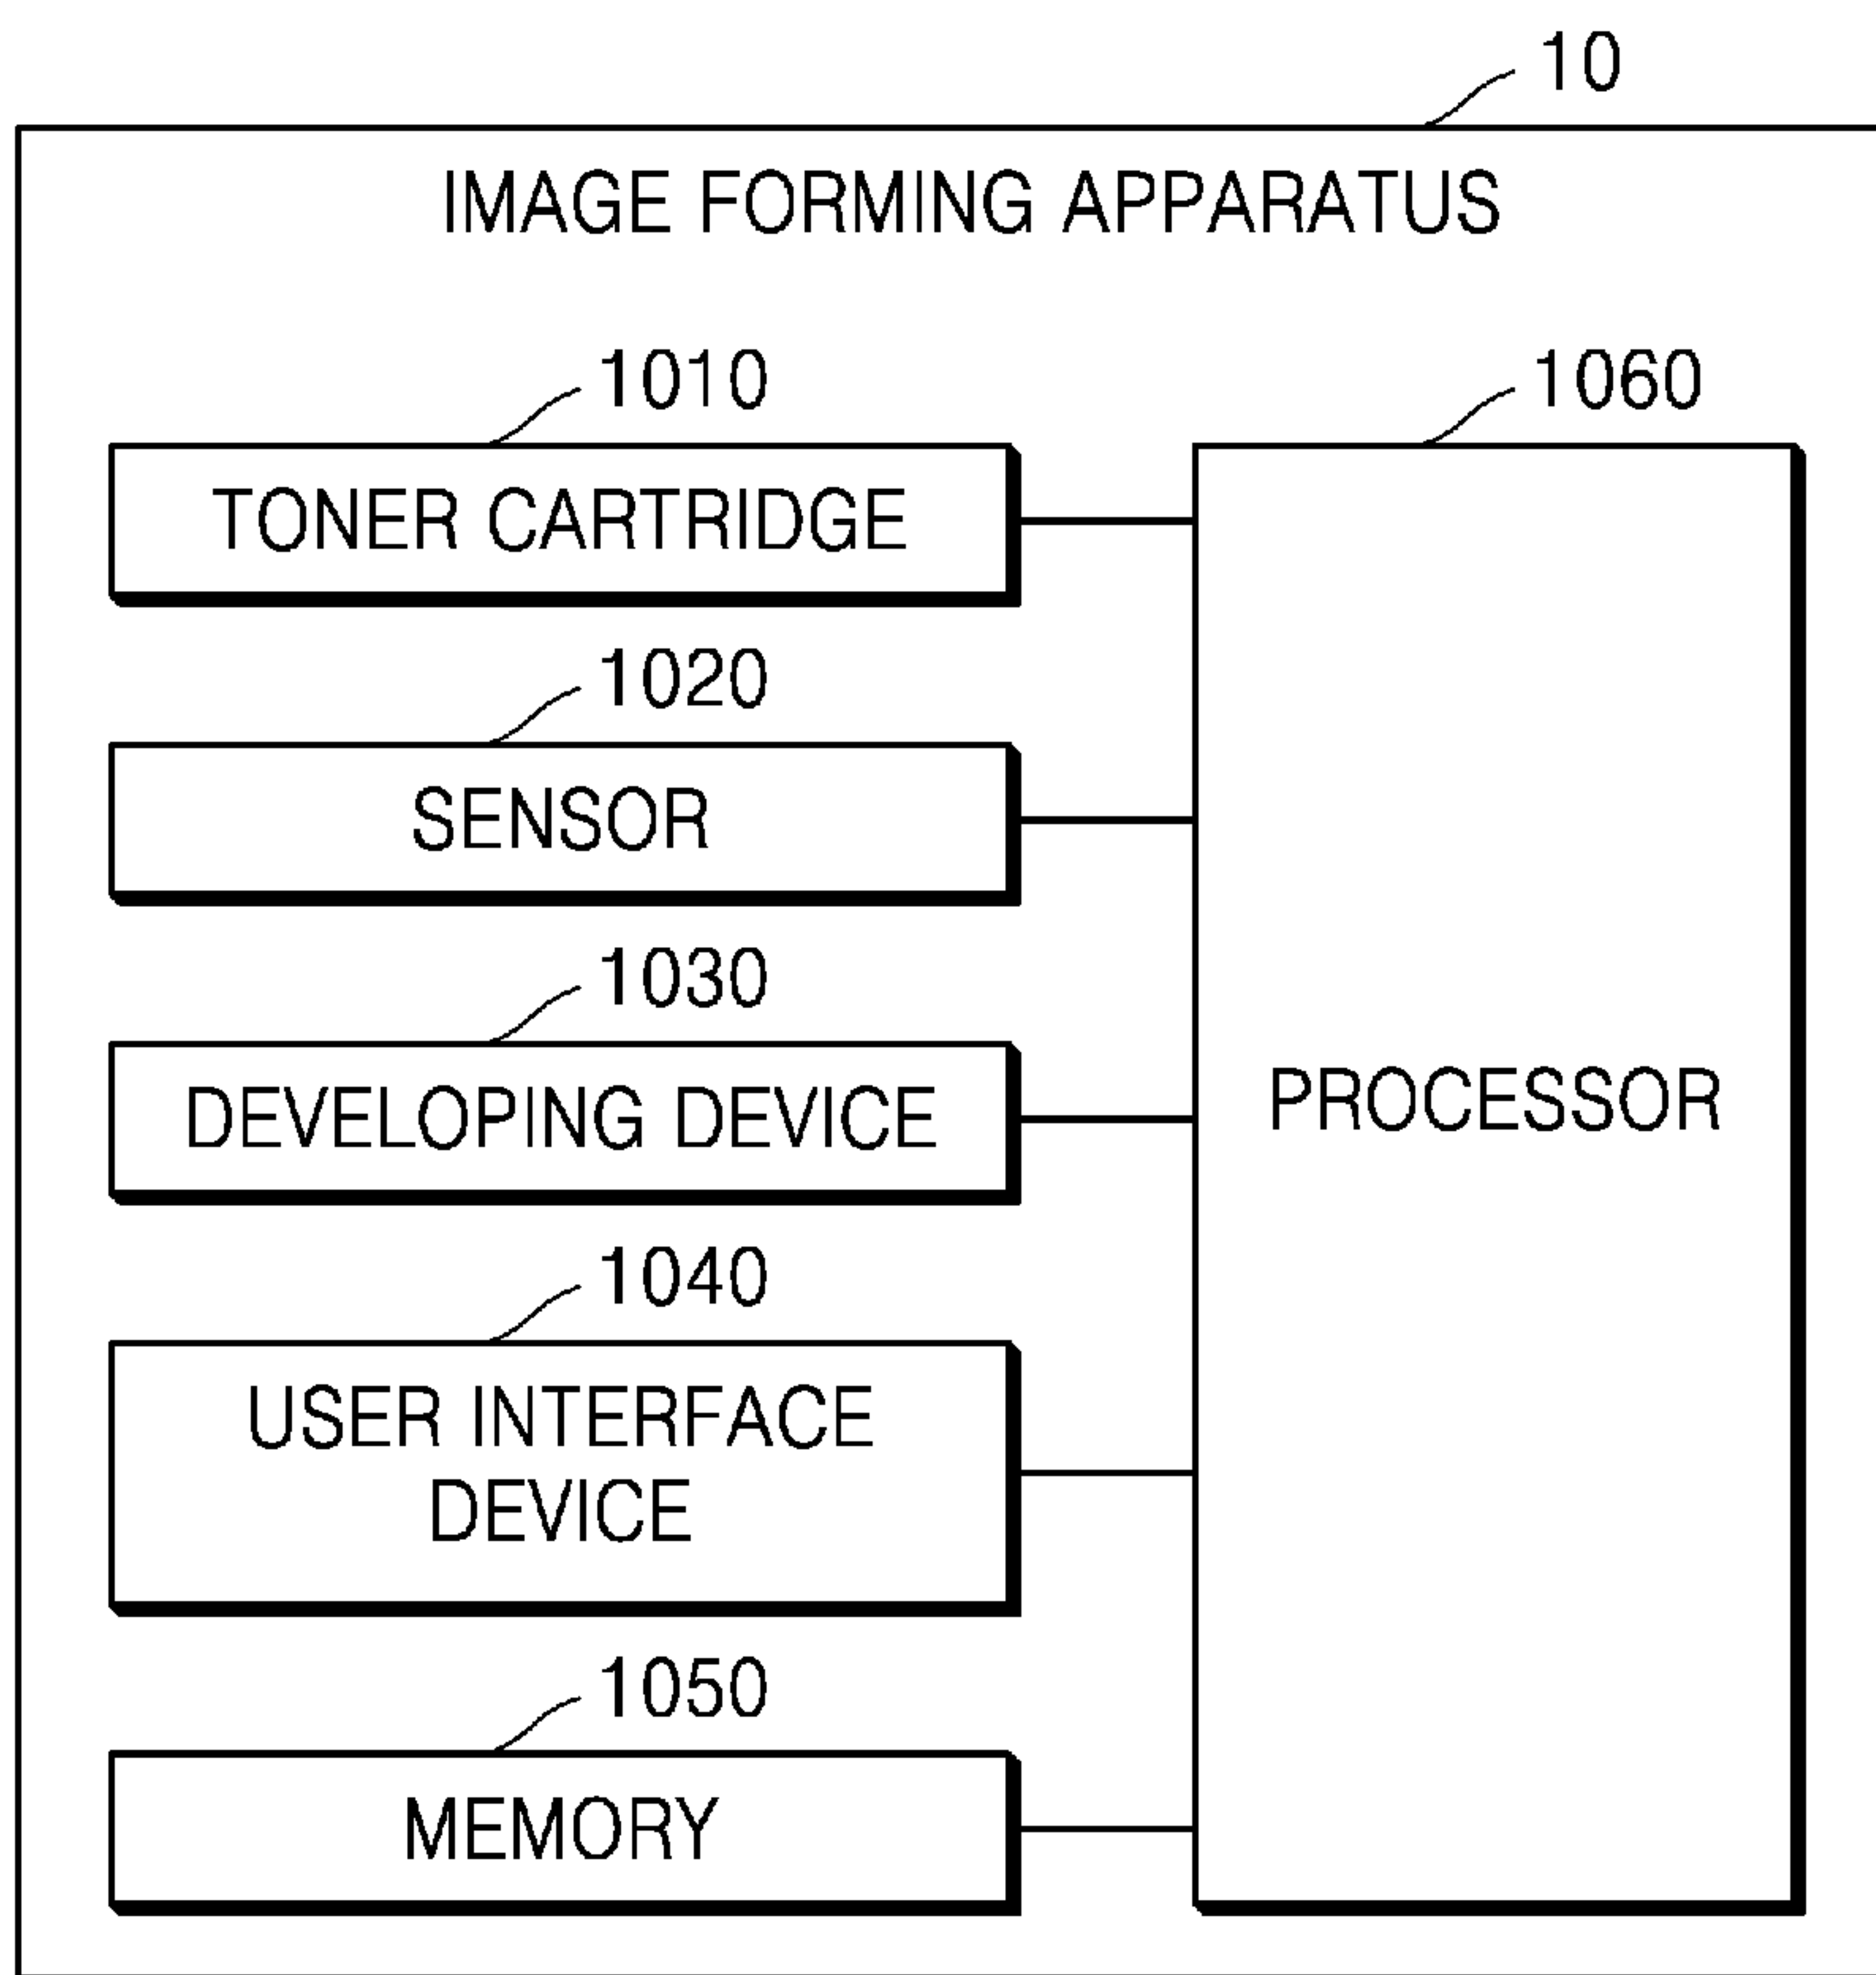 10
IMAGE FORMING APPARATUS
1010
1060
TONER CARTRIDGE
1020
SENSOR
1030
DEVELOPING DEVICE
PROCESSOR
1040
USER INTERFACE
DEVICE
1050
MEMORY